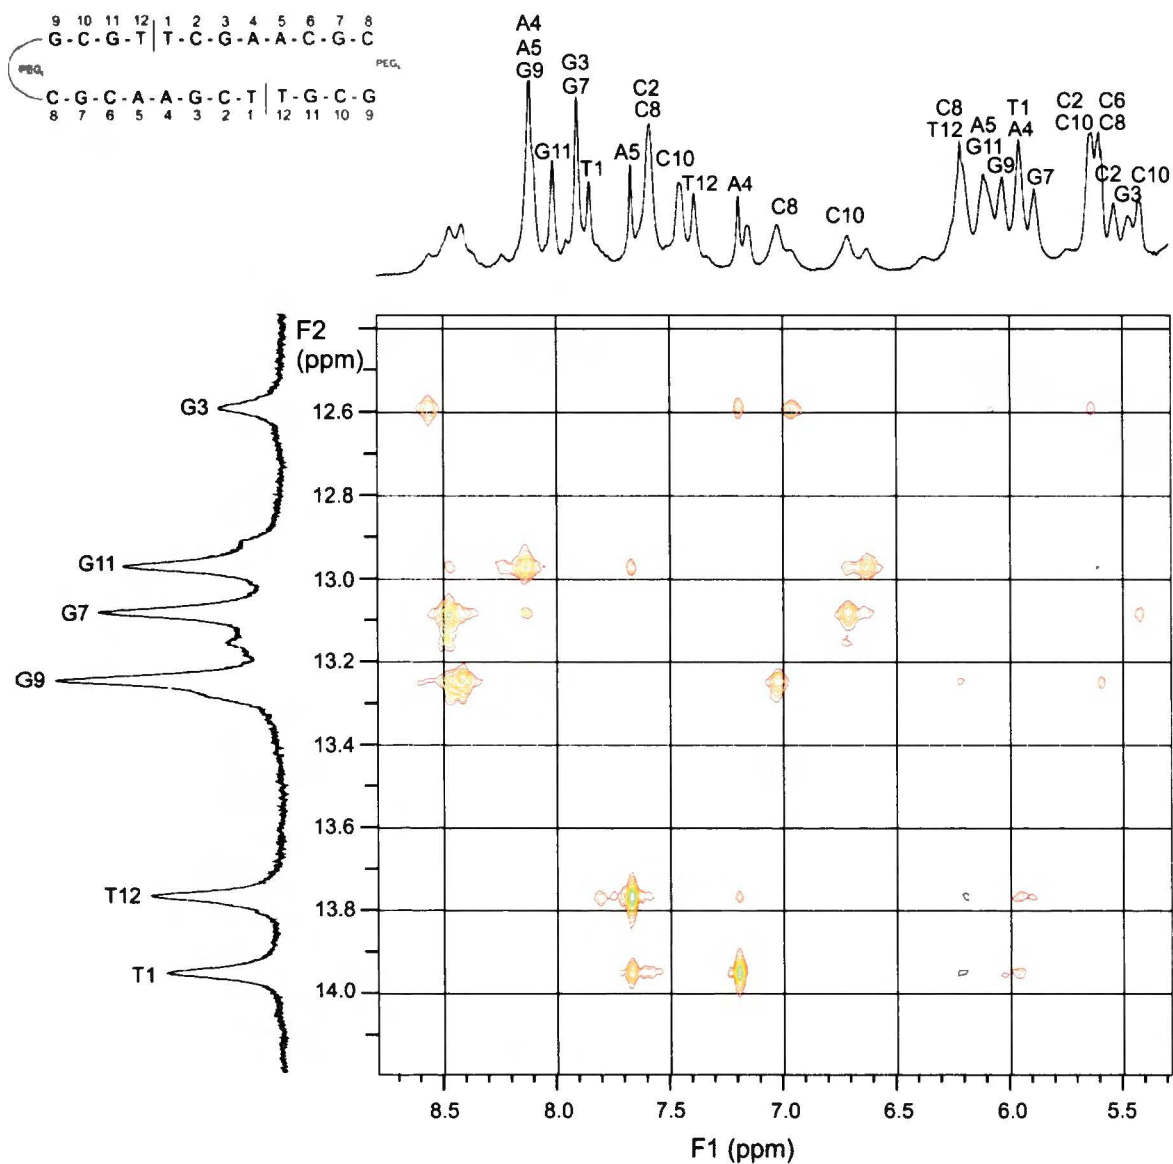 9 10 11 12 1 2 3 4 5 6 7 8
G - C - G - T | T - C - G - A - A - C - G - C
PEG₆ PEG₆
C - G - C - A - A - G - C - T | T - G - C - G
8 7 6 5 4 3 2 1 12 11 10 9
A4
A5 G3 C2 C8 T1 C2 C6
G9 G7 C8 T12 A5 A4 C10 C8
G11 T1 A5 C10 T12 A4 C8 C10 G11 G9 G7 C2 G3 C10
F2
(ppm)
G3
12.6
12.8
G11
13.0
G7
13.2
G9
13.4
13.6
T12
13.8
T1
14.0
8.5 8.0 7.5 7.0 6.5 6.0 5.5
F1 (ppm)